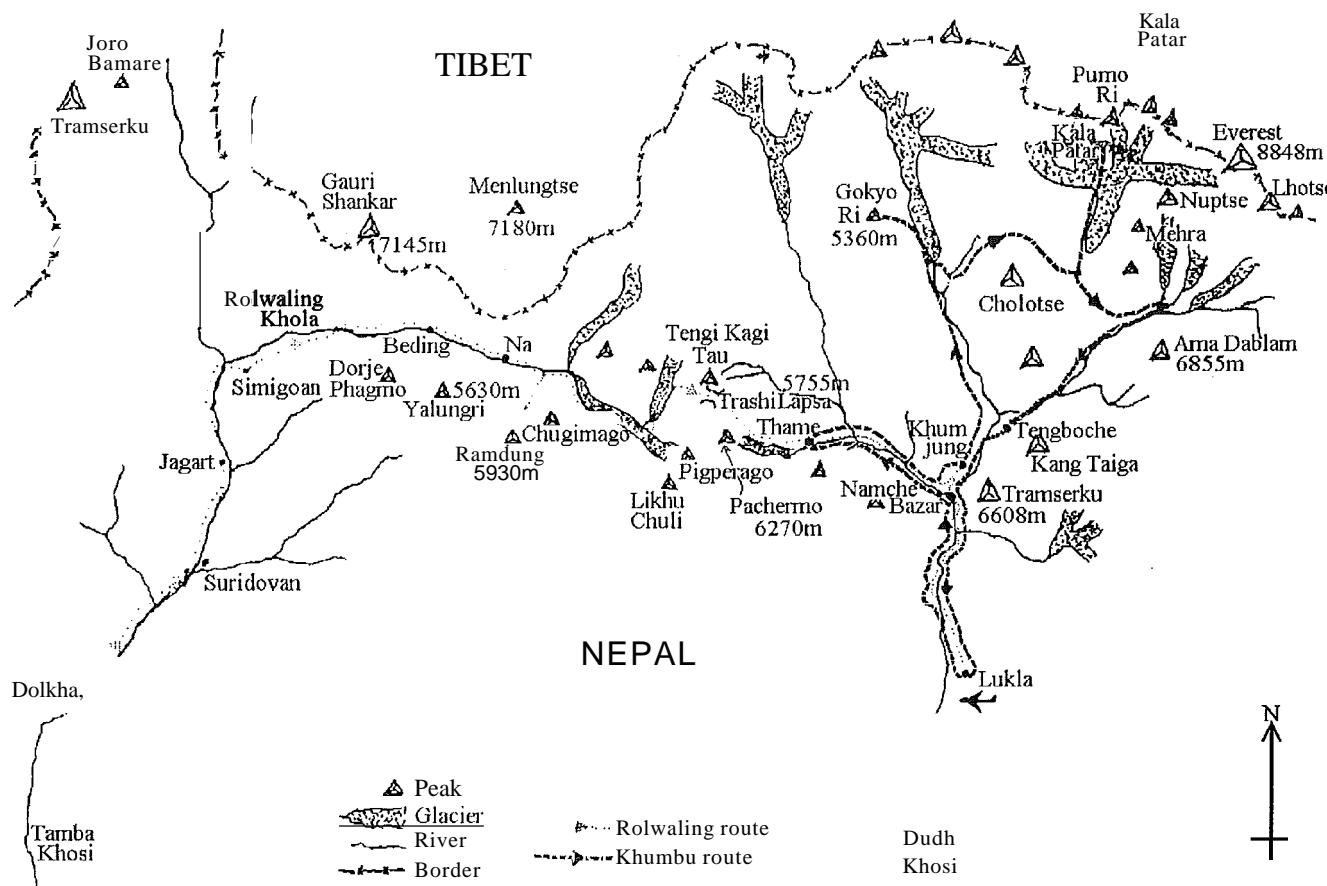 Kala
Patar
Joro
Bamare
TIBET
Pumo
Ri
Tramserku
Everest
8848m
Kala
Patar
Gauri
Shankar
7145m
Menlungtse
7180m
Gokyo
Ri
5360m
Lhotse
Nuptse
Mehra
Cholotse
Rolwaling
Khola
Beding
Na
Tengi Kagi
Tau
Ama Dablam
6855m
Simigoan
Dorje
Phagmo
5630m
Yalungri
5755m
Trashi Lapsa
Thame
Khum
jung
Tengboche
Kang Taiga
Chugimago
Ramdung
5930m
Jagart
Pigperago
Likhu
Chuli
Pachermo
6270m
Namche
Bazar
Tramserku
6608m
Suridovan
NEPAL
Lukla
Dolkha,
N
Peak
Glacier
River
Border
Rolwaling route
Khumbu route
Tamba
Khosi
Dudh
Khosi